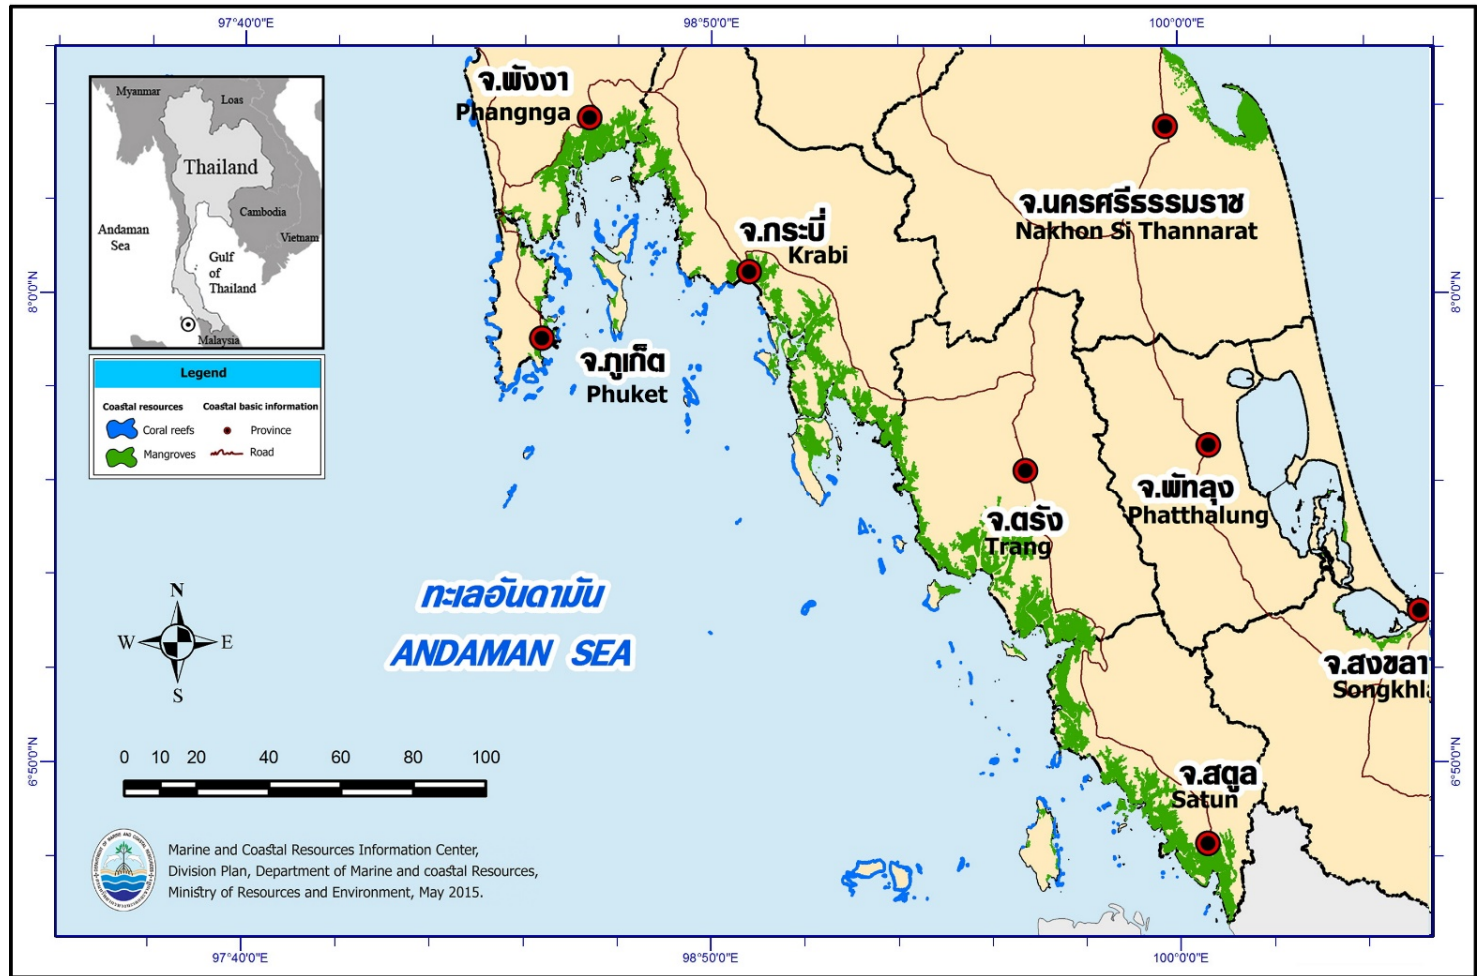 97°40'0"E 98°50'0"E 100°0'0"E
Myanmar
Loas
Thailand
Cambodia
Vietnam
Andaman
Sea
Gulf
of
Thailand
Malaysia
Legend
Coastal resources
Coastal basic information
Coral reefs
Province
Mangroves
Road
จ.พังงา
Phangnga
จ.กระบี่
Krabi
จ.นครศรีธรรมราช
Nakhon Si Thannarat
8°0'0"N 8°0'0"N
จ.ภูเก็ต
Phuket
จ.พัทลุง
Phatthalung
จ.ตรัง
Trang
ทะเลอันดามัน
ANDAMAN SEA
N
W E
S
จ.สงขลา
Songkhla
6°50'0"N 6°50'0"N
0 10 20 40 60 80 100
จ.สตูล
Satun
Marine and Coastal Resources Information Center,
Division Plan, Department of Marine and coastal Resources,
Ministry of Resources and Environment, May 2015.
97°40'0"E 98°50'0"E 100°0'0"E